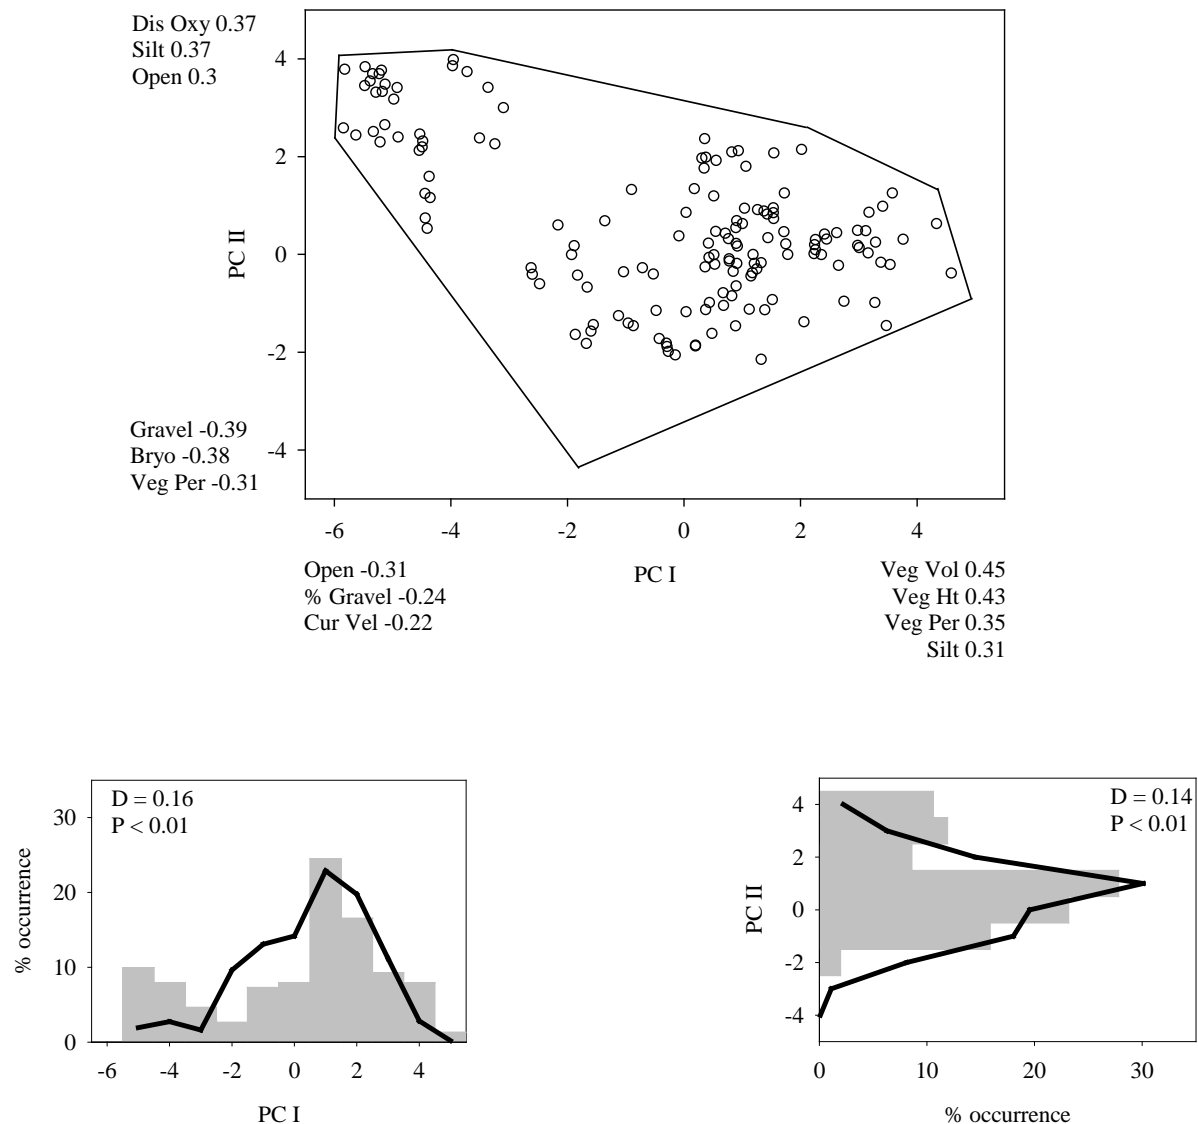 Dis Oxy 0.37
Silt 0.37
Open 0.3
4
2
0
-2
-4
PC II
Gravel -0.39
Bryo -0.38
Veg Per -0.31
-6 -4 -2 0 2 4
PC I
Open -0.31
% Gravel -0.24
Cur Vel -0.22
Veg Vol 0.45
Veg Ht 0.43
Veg Per 0.35
Silt 0.31
D = 0.16
P < 0.01
30
20
10
0
% occurrence
-6 -4 -2 0 2 4
PC I
D = 0.14
P < 0.01
4
2
0
-2
-4
PC II
0 10 20 30
% occurrence